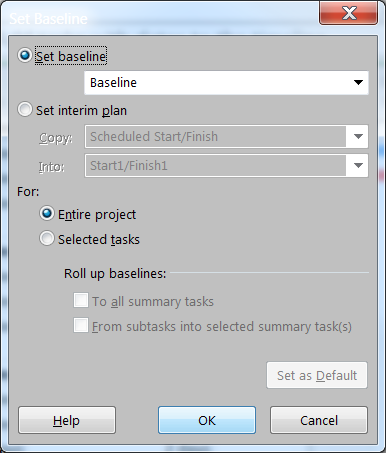 Set Baseline
Set baseline
Baseline
Set interim plan
Copy: Scheduled Start/Finish
Into: Start1/Finish1
For:
Entire project
Selected tasks
Roll up baselines:
To all summary tasks
From subtasks into selected summary task(s)
Set as Default
Help OK Cancel